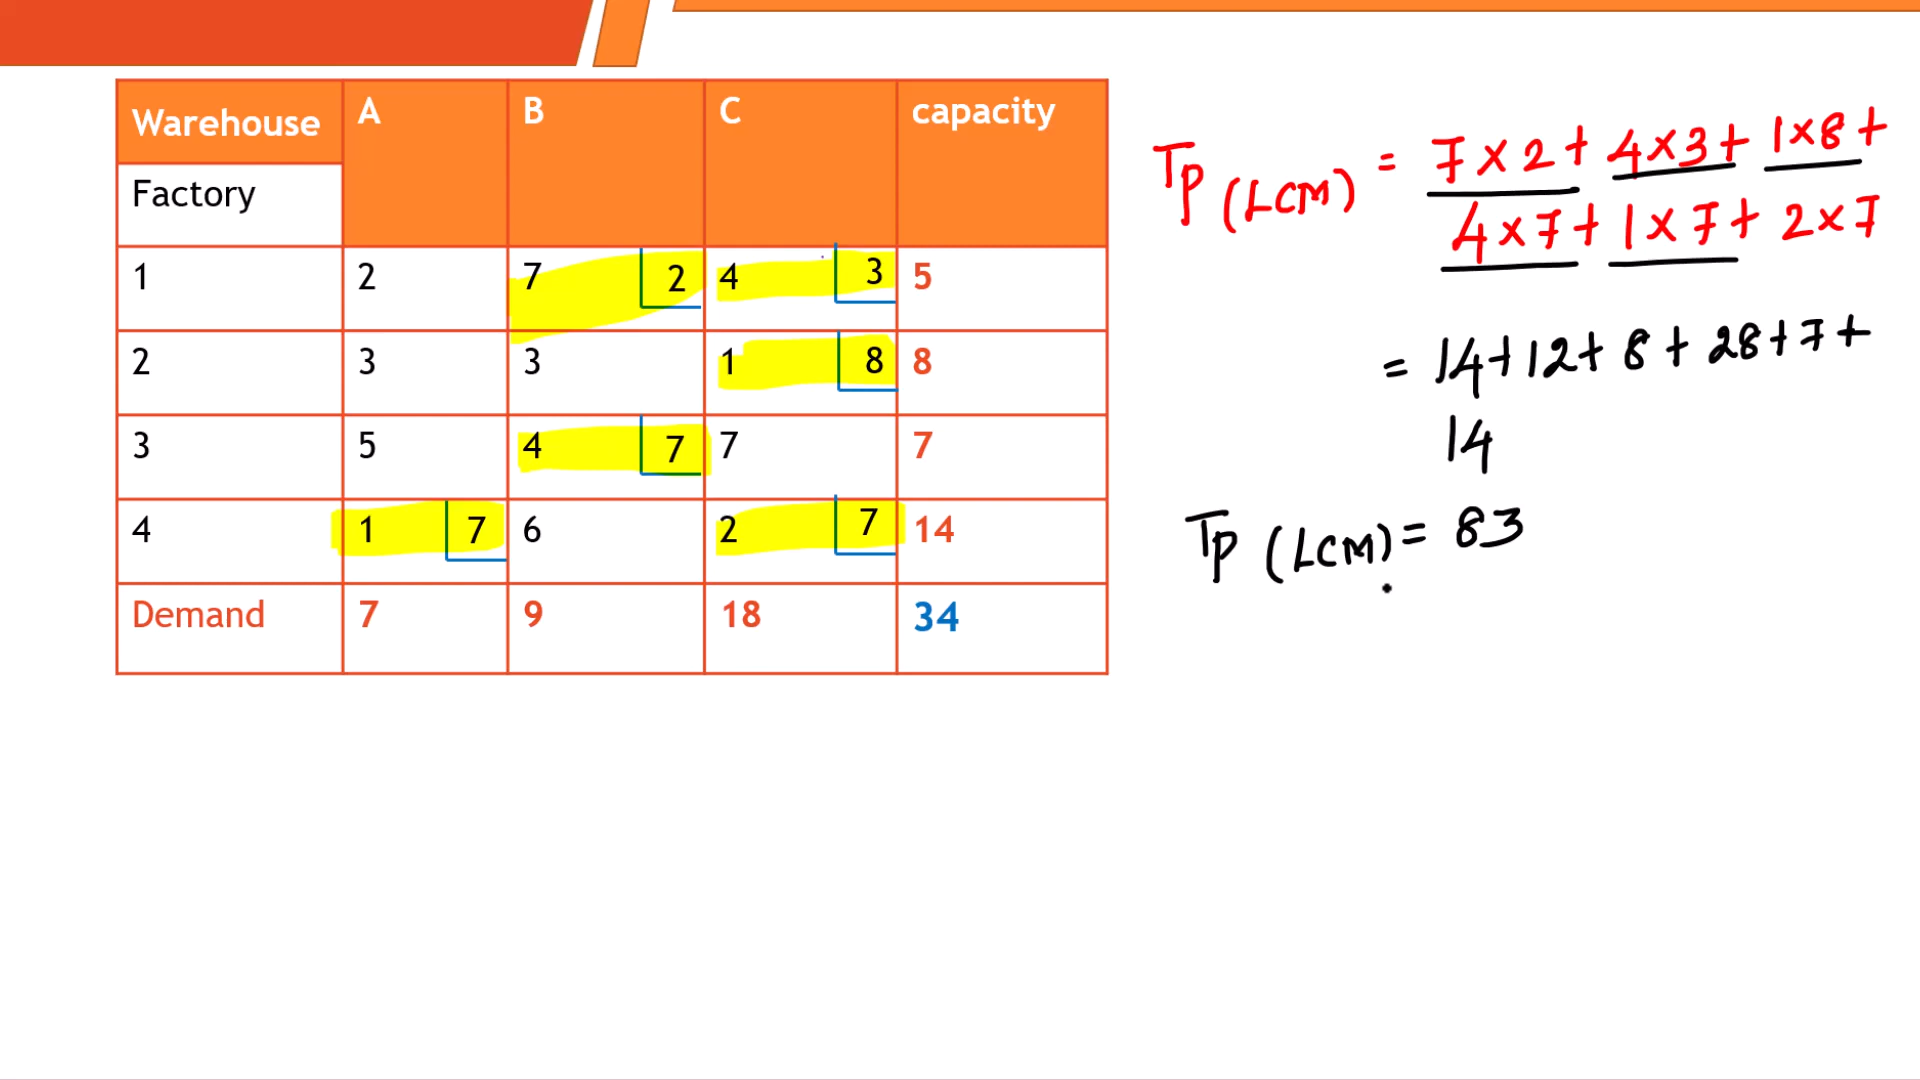 Warehouse A B C capacity
Factory
1 2 7 2 4 3 5
2 3 3 1 8 8
3 5 4 7 7 7
4 1 7 6 2 7 14
Demand 7 9 18 34
Tp (LCM) = 7 × 2 + 4 × 3 + 1 × 8 +
4 × 7 + 1 × 7 + 2 × 7
= 14 + 12 + 8 + 28 + 7 +
14
Tp (LCM) = 83